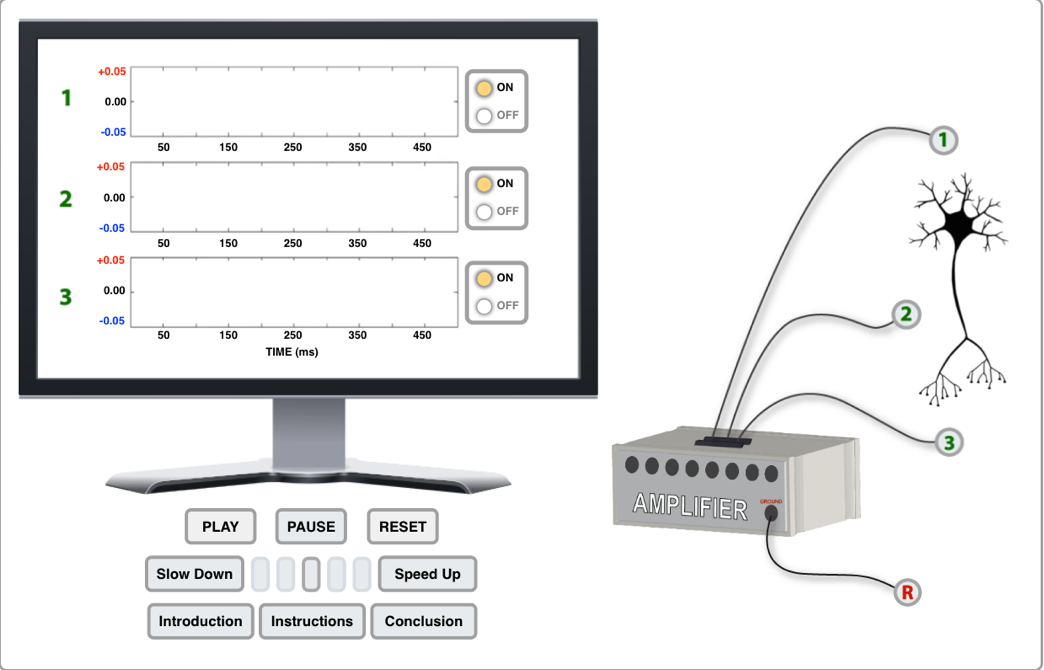 +0.05
1
0.00
-0.05
ON
OFF
50 150 250 350 450
+0.05
2
0.00
-0.05
ON
OFF
50 150 250 350 450
+0.05
3
0.00
-0.05
ON
OFF
50 150 250 350 450
TIME (ms)
1
2
3
AMPLIFIER
GROUND
R
PLAY PAUSE RESET
Slow Down Speed Up
Introduction Instructions Conclusion